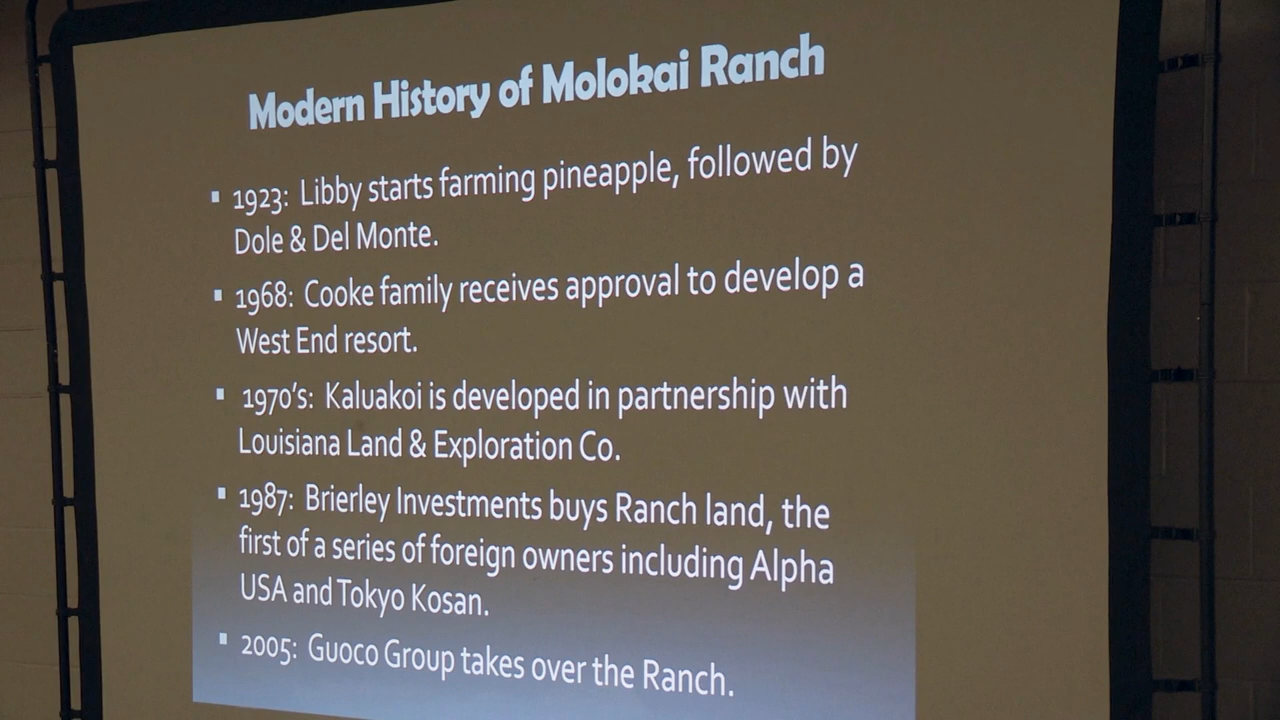 Modern History of Molokai Ranch
▪ 1923: Libby starts farming pineapple, followed by
Dole & Del Monte.
▪ 1968: Cooke family receives approval to develop a
West End resort.
▪ 1970's: Kaluakoi is developed in partnership with
Louisiana Land & Exploration Co.
▪ 1987: Brierley Investments buys Ranch land, the
first of a series of foreign owners including Alpha
USA and Tokyo Kosan.
▪ 2005: Guoco Group takes over the Ranch.